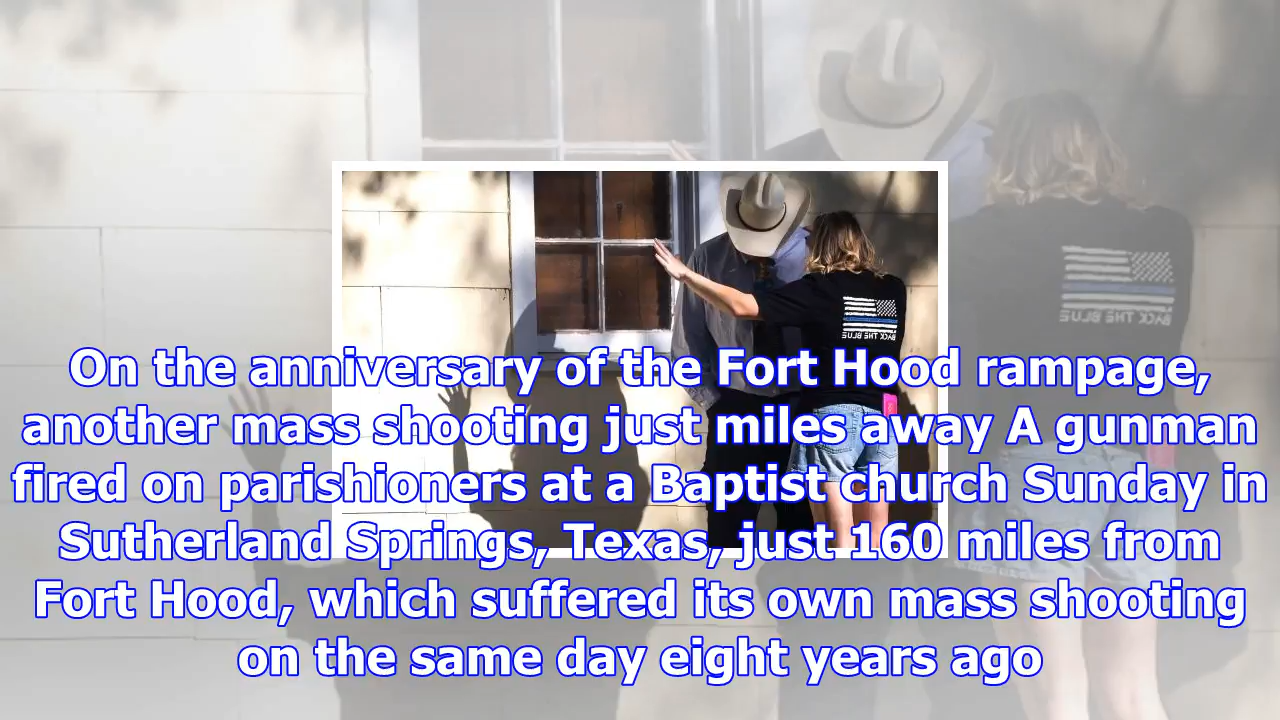 BACK THE BLUE
BACK THE BLUE
On the anniversary of the Fort Hood rampage,
another mass shooting just miles away A gunman
fired on parishioners at a Baptist church Sunday in
Sutherland Springs, Texas, just 160 miles from
Fort Hood, which suffered its own mass shooting
on the same day eight years ago